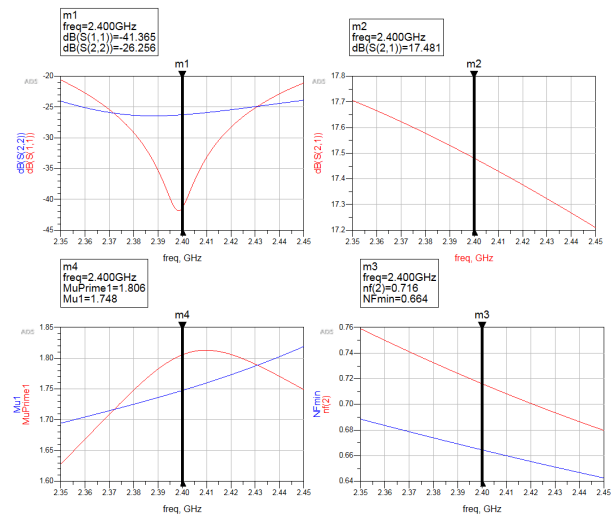 m1
freq=2.400GHz
dB(S(1,1))=-41.365
dB(S(2,2))=-26.256
m1
ADS
-20
-25
-30
-35
-40
-45
2.35 2.36 2.37 2.38 2.39 2.40 2.41 2.42 2.43 2.44 2.45
freq, GHz
dB(S(2,2))
dB(S(1,1))
m2
freq=2.400GHz
dB(S(2,1))=17.481
m2
ADS
17.8
17.7
17.6
17.5
17.4
17.3
17.2
2.35 2.36 2.37 2.38 2.39 2.40 2.41 2.42 2.43 2.44 2.45
freq, GHz
dB(S(2,1))
m4
freq=2.400GHz
MuPrime1=1.806
Mu1=1.748
m4
ADS
1.85
1.80
1.75
1.70
1.65
1.60
2.35 2.36 2.37 2.38 2.39 2.40 2.41 2.42 2.43 2.44 2.45
freq, GHz
Mu1
MuPrime1
m3
freq=2.400GHz
nf(2)=0.716
NFmin=0.664
m3
ADS
0.76
0.74
0.72
0.70
0.68
0.66
0.64
2.35 2.36 2.37 2.38 2.39 2.40 2.41 2.42 2.43 2.44 2.45
freq, GHz
NFmin
nf(2)